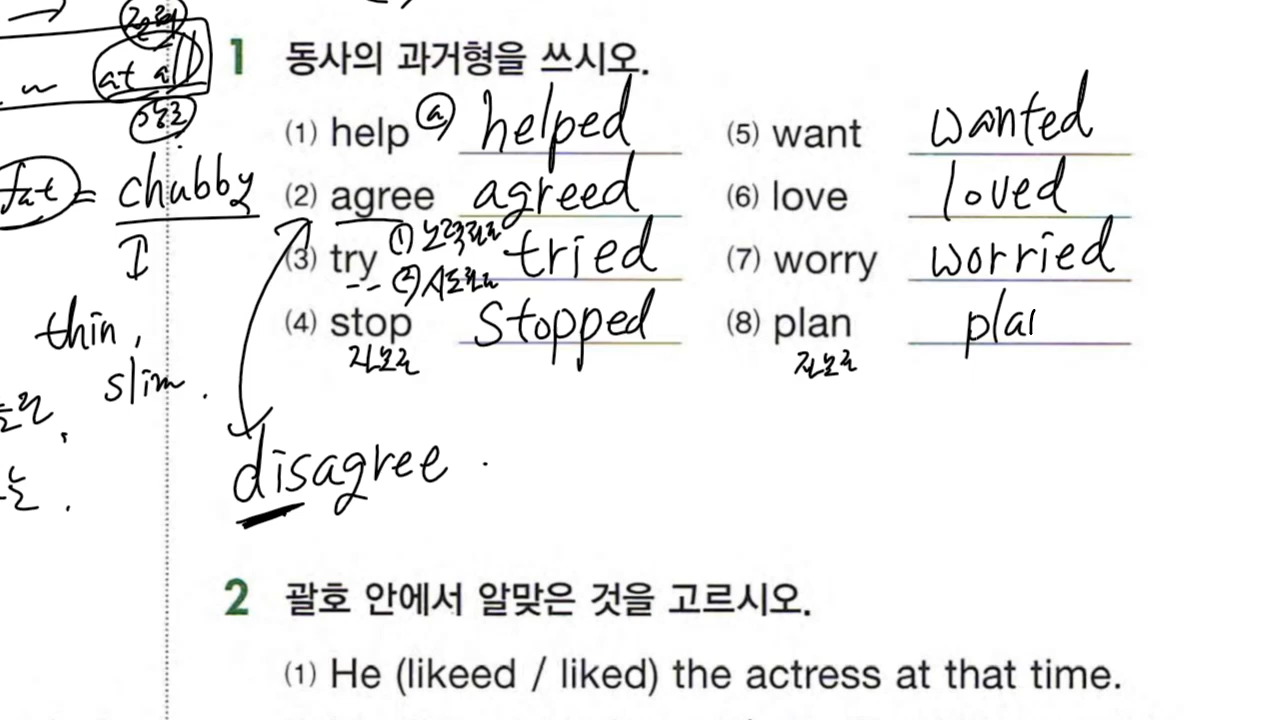 at all
fat = chubby
thin,
slim.
1 동사의 과거형을 쓰시오.
(1) help ⓐ helped
(2) agree agreed
(3) try tried
(4) stop stopped
disagree.
(5) want wanted
(6) love loved
(7) worry worried
(8) plan
2 괄호 안에서 알맞은 것을 고르시오.
(1) He (likeed / liked) the actress at that time.